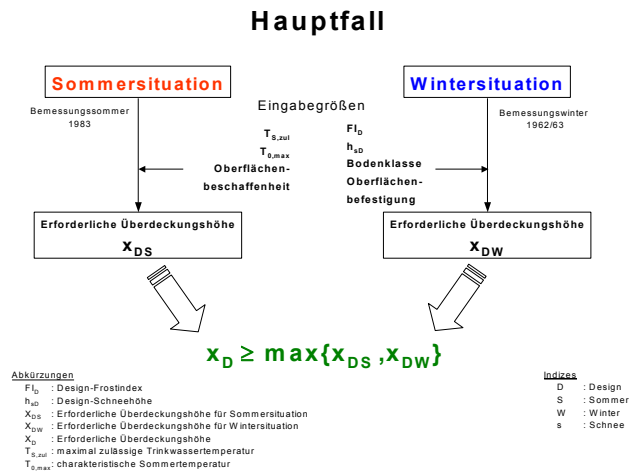 Hauptfall
Sommersituation
Wintersituation
Bemessungssommer
1983
Eingabegrößen
Bemessungswinter
1962/63
T_S,zul
T_0,max
Oberflächen-
beschaffenheit
FI_D
h_sD
Bodenklasse
Oberflächen-
befestigung
Erforderliche Überdeckungshöhe
x_DS
Erforderliche Überdeckungshöhe
x_DW
x_D ≥ max{x_DS ,x_DW}
Abkürzungen
FI_D : Design-Frostindex
h_sD : Design-Schneehöhe
X_DS : Erforderliche Überdeckungshöhe für Sommersituation
X_DW : Erforderliche Überdeckungshöhe für Wintersituation
X_D : Erforderliche Überdeckungshöhe
T_S,zul : maximal zulässige Trinkwassertemperatur
T_0,max : charakteristische Sommertemperatur
Indizes
D : Design
S : Sommer
W : Winter
s : Schnee